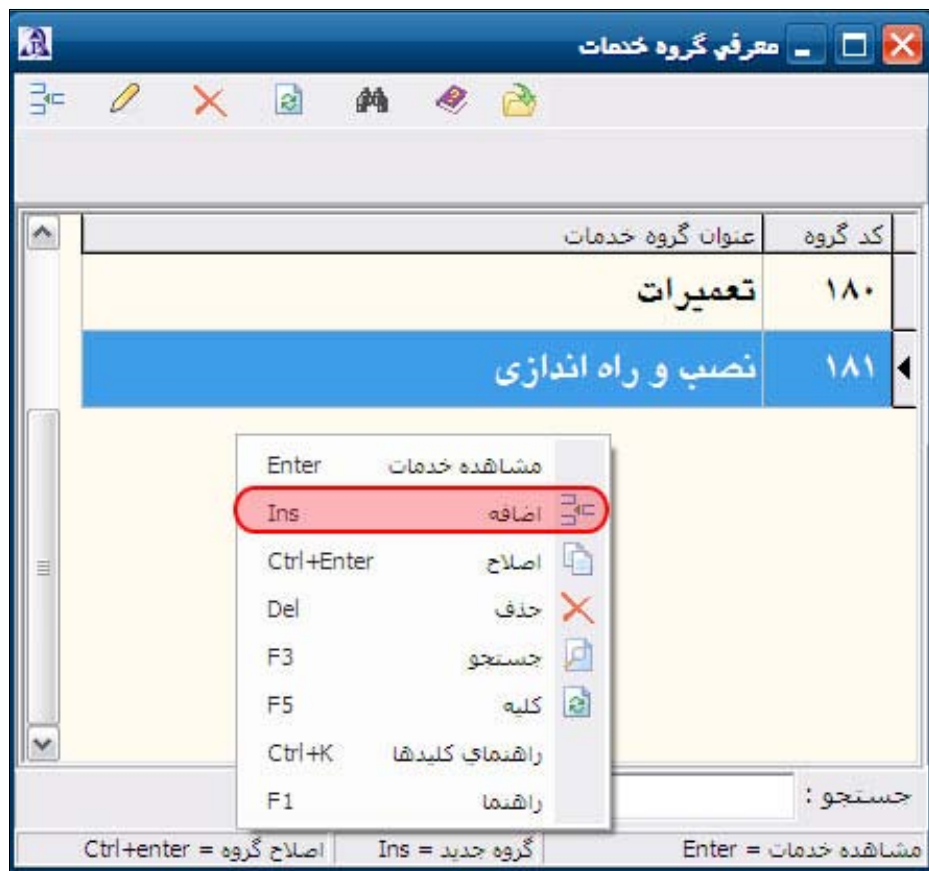 معرفي گروه خدمات
کد گروه عنوان گروه خدمات
۱۸۰ تعمیرات
۱۸۱ نصب و راه اندازی
مشاهده خدمات Enter
اضافه Ins
اصلاح Ctrl+Enter
حذف Del
جستجو F3
کلیه F5
راهنماي کلیدها Ctrl+K
راهنما F1
جستجو :
مشاهده خدمات = Enter
گروه جدید = Ins
اصلاح گروه = Ctrl+enter